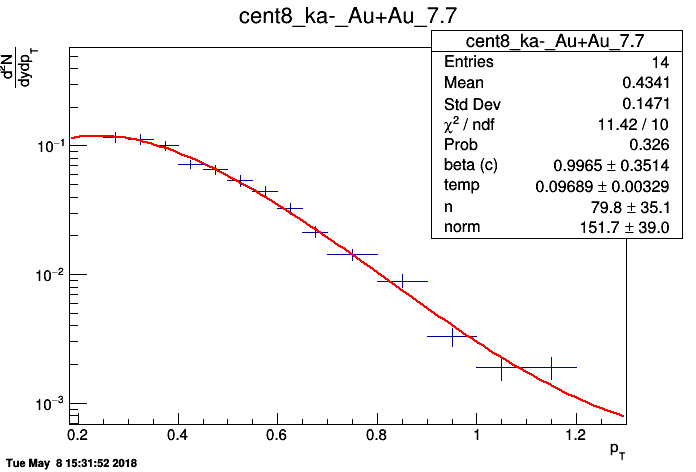 cent8_ka-_Au+Au_7.7
d²N
dydp_T
cent8_ka-_Au+Au_7.7
Entries 14
Mean 0.4341
Std Dev 0.1471
χ² / ndf 11.42 / 10
Prob 0.326
beta (c) 0.9965 ± 0.3514
temp 0.09689 ± 0.00329
n 79.8 ± 35.1
norm 151.7 ± 39.0
10⁻¹
10⁻²
10⁻³
0.2 0.4 0.6 0.8 1 1.2
p_T
Tue May 8 15:31:52 2018